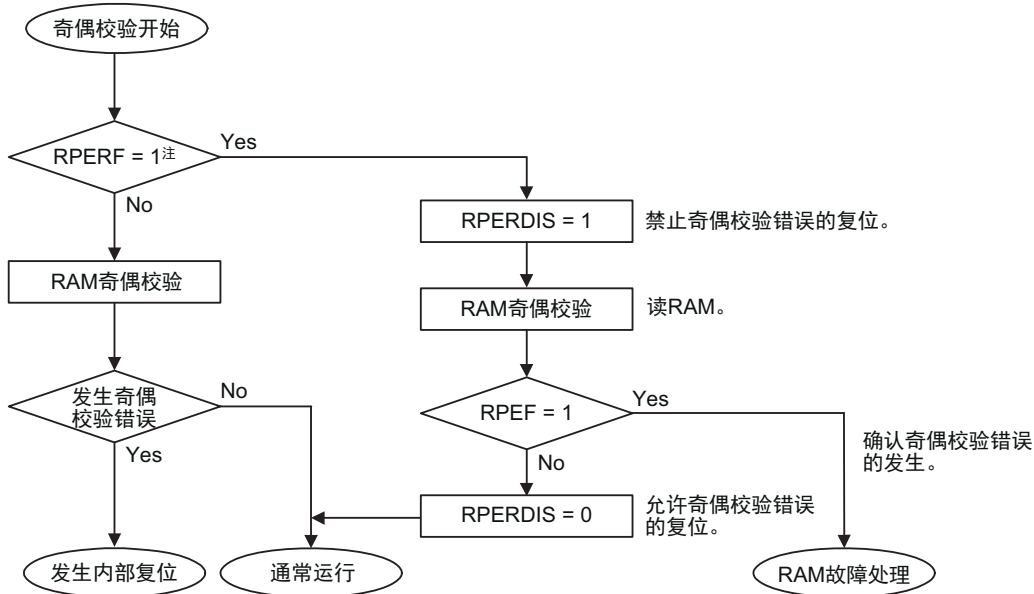 奇偶校验开始
RPERF = 1注
Yes
No
RPERDIS = 1
禁止奇偶校验错误的复位。
RAM奇偶校验
RAM奇偶校验
读RAM。
发生奇偶
校验错误
No
Yes
RPEF = 1
Yes
No
确认奇偶校验错误
的发生。
RPERDIS = 0
允许奇偶校验错误
的复位。
发生内部复位
通常运行
RAM故障处理